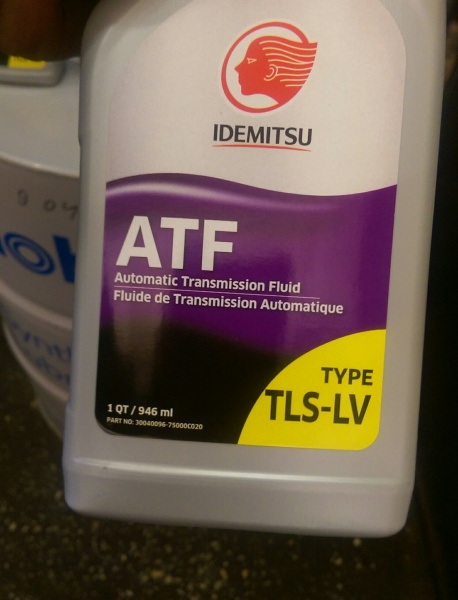 IDEMITSU
ATF
Automatic Transmission Fluid
Fluide de Transmission Automatique
TYPE
TLS-LV
1 QT / 946 ml
PART NO: 30040096-75000C020